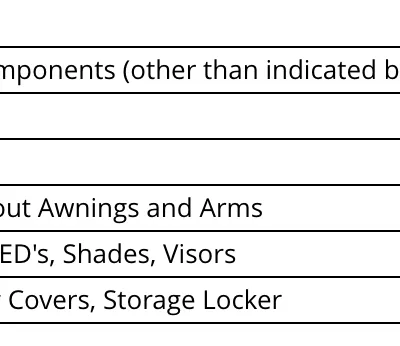 mponents (other than indicated b
out Awnings and Arms
ED's, Shades, Visors
Covers, Storage Locker